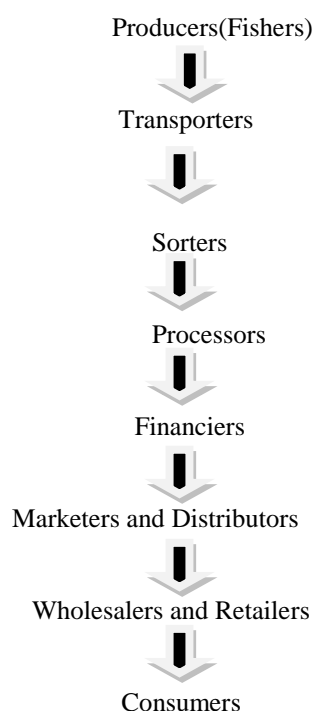 Producers(Fishers)
Transporters
Sorters
Processors
Financiers
Marketers and Distributors
Wholesalers and Retailers
Consumers